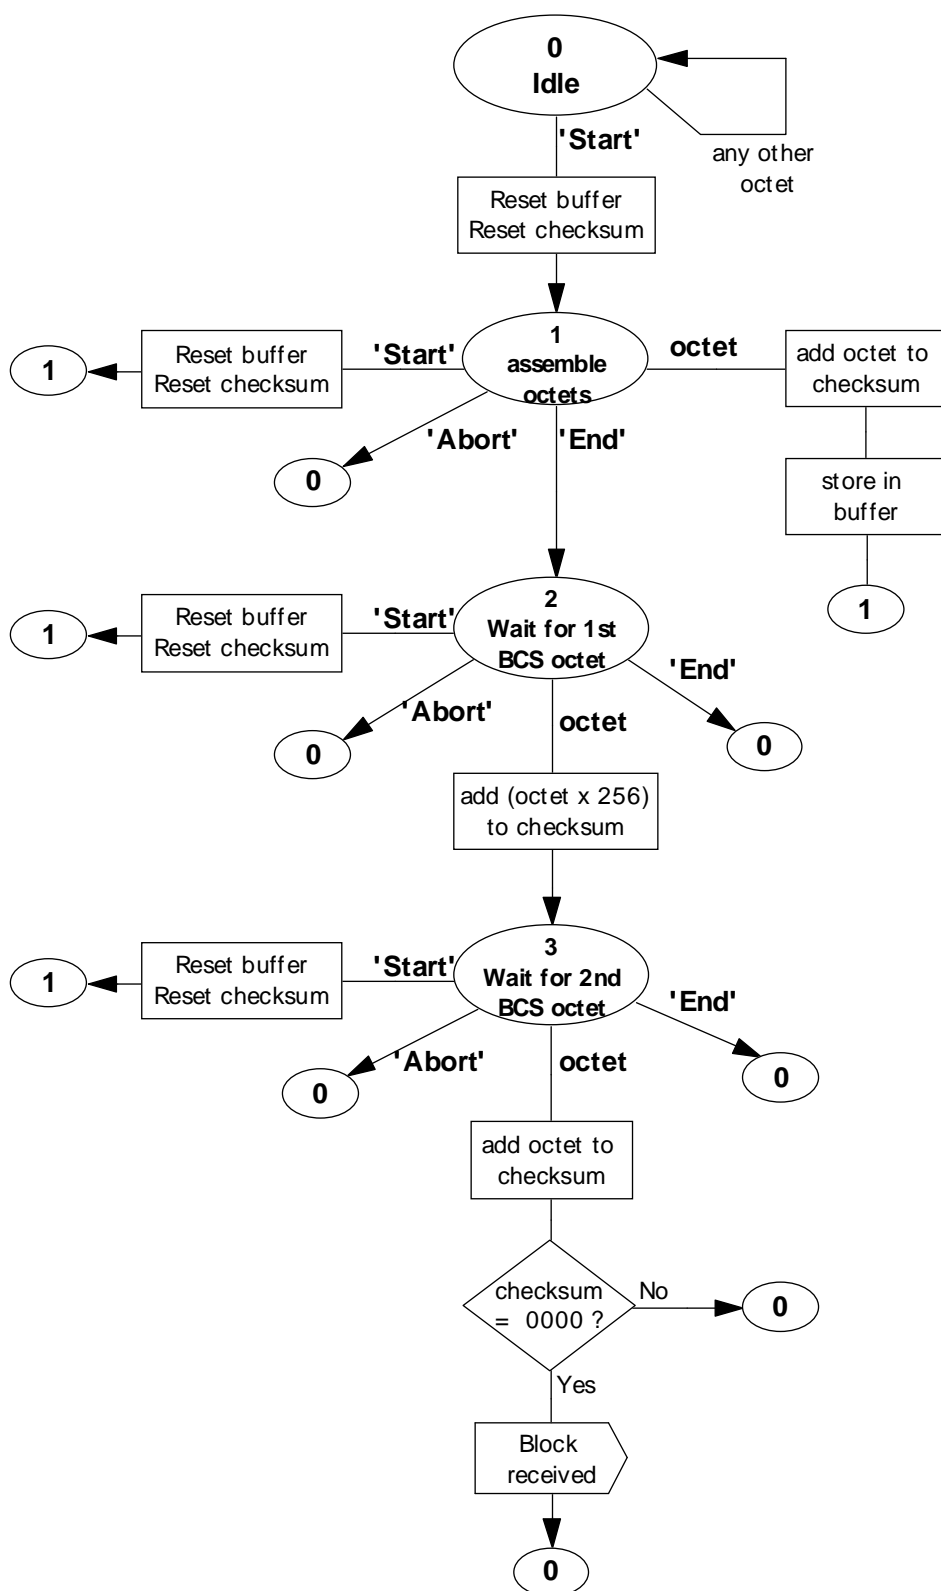 0
Idle
'Start'
any other
octet
Reset buffer
Reset checksum
1
assemble
octets
'Start'
Reset buffer
Reset checksum
1
octet
add octet to
checksum
store in
buffer
1
'Abort'
0
'End'
2
Wait for 1st
BCS octet
'Start'
Reset buffer
Reset checksum
1
'Abort'
0
octet
'End'
0
add (octet x 256)
to checksum
3
Wait for 2nd
BCS octet
'Start'
Reset buffer
Reset checksum
1
'Abort'
0
octet
'End'
0
add octet to
checksum
checksum
= 0000 ?
No
0
Yes
Block
received
0